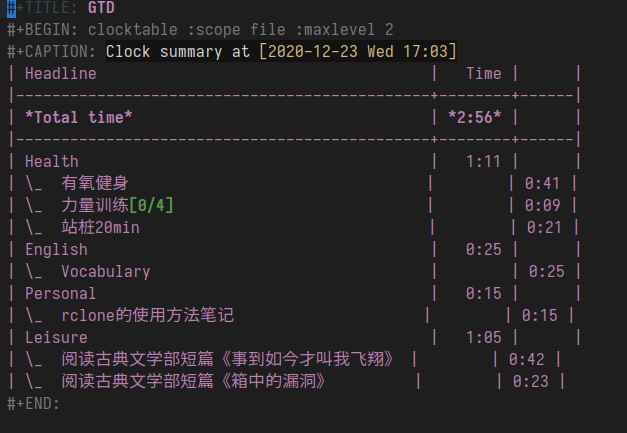 #+TITLE: GTD
#+BEGIN: clocktable :scope file :maxlevel 2
#+CAPTION: Clock summary at [2020-12-23 Wed 17:03]
| Headline                                     |   Time |      |
|----------------------------------------------+--------+------|
| *Total time*                                 | *2:56* |      |
|----------------------------------------------+--------+------|
| Health                                       |   1:11 |      |
| \_  有氧健身                                 |        | 0:41 |
| \_  力量训练[0/4]                            |        | 0:09 |
| \_  站桩20min                                |        | 0:21 |
| English                                      |   0:25 |      |
| \_  Vocabulary                               |        | 0:25 |
| Personal                                     |   0:15 |      |
| \_  rclone的使用方法笔记                     |        | 0:15 |
| Leisure                                      |   1:05 |      |
| \_  阅读古典文学部短篇《事到如今才叫我飞翔》 |        | 0:42 |
| \_  阅读古典文学部短篇《箱中的漏洞》         |        | 0:23 |
#+END: